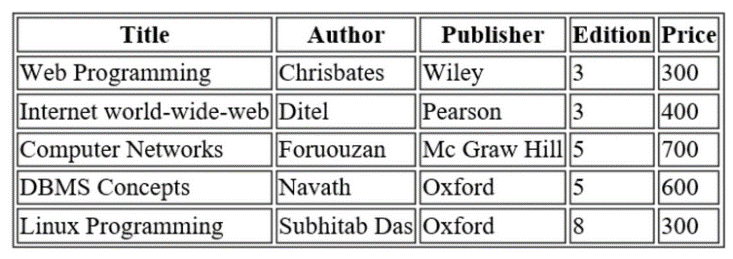 Title Author Publisher Edition Price
Web Programming Chrisbates Wiley 3 300
Internet world-wide-web Ditel Pearson 3 400
Computer Networks Foruouzan Mc Graw Hill 5 700
DBMS Concepts Navath Oxford 5 600
Linux Programming Subhitab Das Oxford 8 300